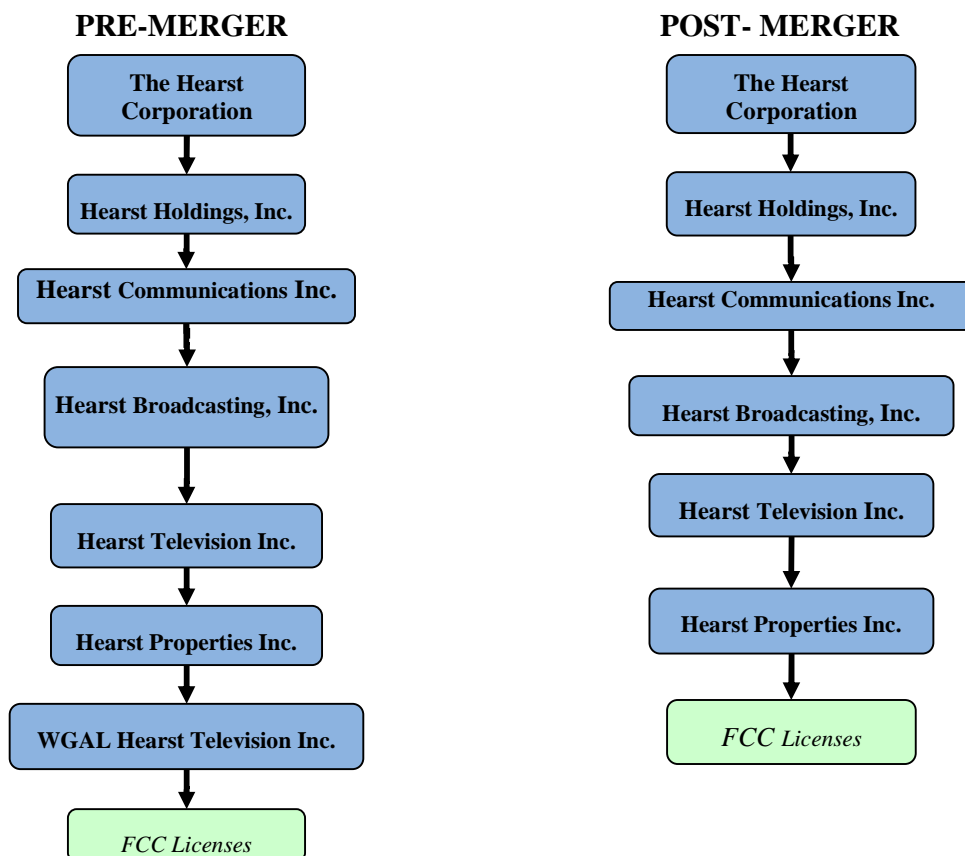 PRE-MERGER
The Hearst
Corporation
Hearst Holdings, Inc.
Hearst Communications Inc.
Hearst Broadcasting, Inc.
Hearst Television Inc.
Hearst Properties Inc.
WGAL Hearst Television Inc.
FCC Licenses
POST- MERGER
The Hearst
Corporation
Hearst Holdings, Inc.
Hearst Communications Inc.
Hearst Broadcasting, Inc.
Hearst Television Inc.
Hearst Properties Inc.
FCC Licenses